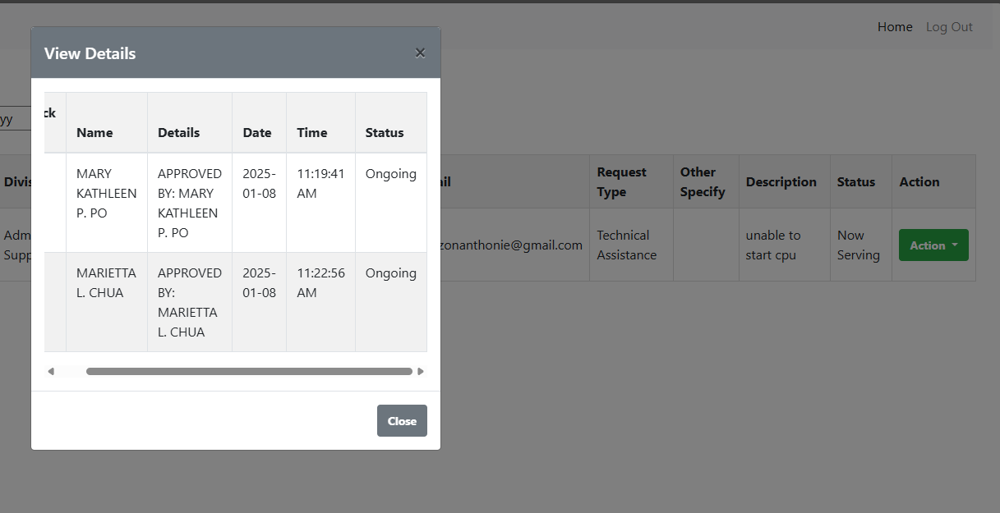 Home Log Out
View Details ×
yy
ck
Name Details Date Time Status
MARY KATHLEEN P. PO
APPROVED BY: MARY KATHLEEN P. PO
2025-01-08
11:19:41 AM
Ongoing
MARIETTA L. CHUA
APPROVED BY: MARIETTA L. CHUA
2025-01-08
11:22:56 AM
Ongoing
Close
Divis
Adm
Supp
ail
zonanthonie@gmail.com
Request Type
Other Specify
Description
Status
Action
Technical Assistance
unable to start cpu
Now Serving
Action